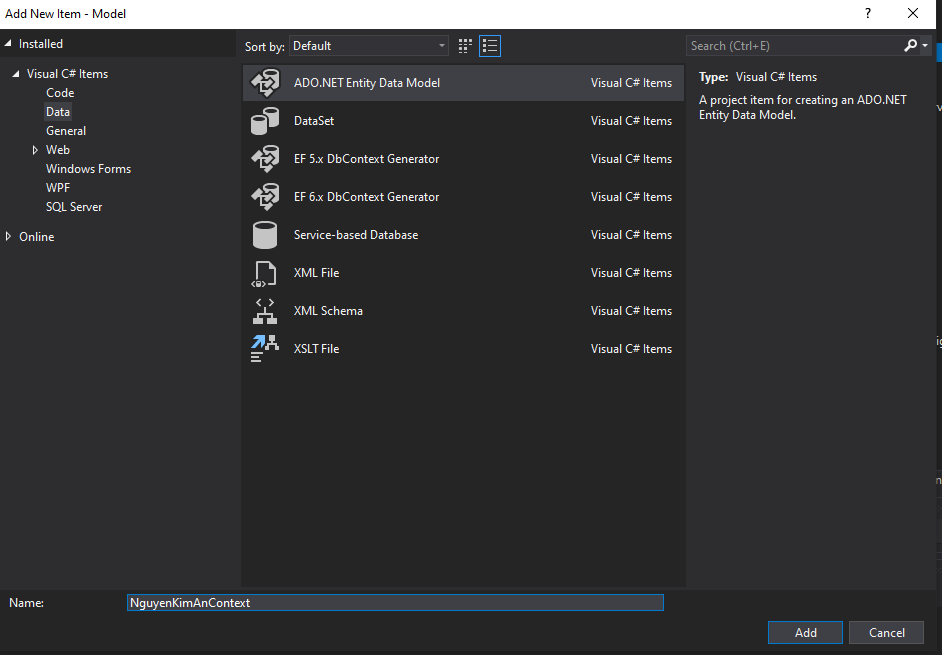 Add New Item - Model
?
Installed
Sort by: Default
Search (Ctrl+E)
Visual C# Items
Code
Data
General
Web
Windows Forms
WPF
SQL Server
Online
ADO.NET Entity Data Model Visual C# Items
DataSet Visual C# Items
EF 5.x DbContext Generator Visual C# Items
EF 6.x DbContext Generator Visual C# Items
Service-based Database Visual C# Items
XML File Visual C# Items
XML Schema Visual C# Items
XSLT File Visual C# Items
Type: Visual C# Items
A project item for creating an ADO.NET
Entity Data Model.
Name: NguyenKimAnContext
Add Cancel